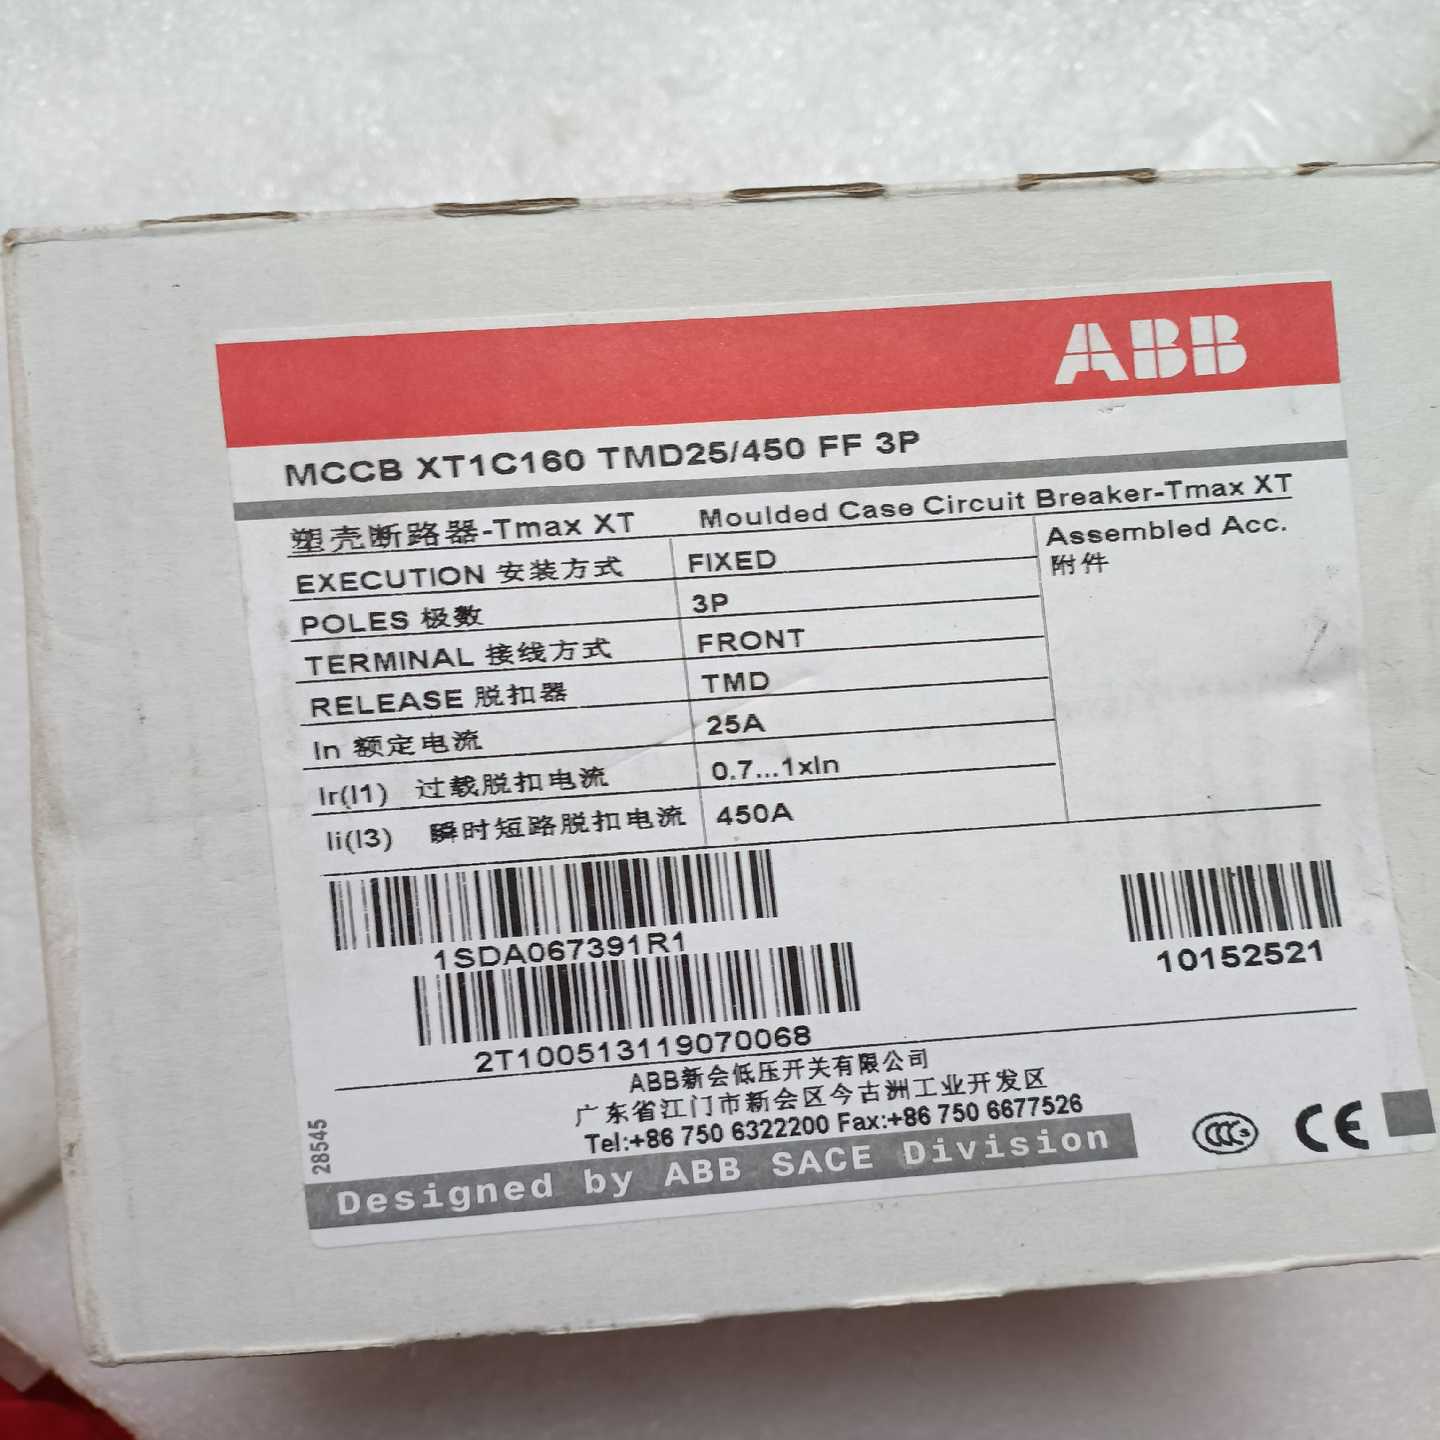 ABB
MCCB XT1C160 TMD25/450 FF 3P
塑壳断路器-Tmax XT Moulded Case Circuit Breaker-Tmax XT
EXECUTION 安装方式 FIXED Assembled Acc.
附件
POLES 极数 3P
TERMINAL 接线方式 FRONT
RELEASE 脱扣器 TMD
In 额定电流 25A
Ir(I1) 过载脱扣电流 0.7...1xIn
Ii(I3) 瞬时短路脱扣电流 450A
1SDA067391R1
10152521
2T100513119070068
ABB新会低压开关有限公司
广东省江门市新会区今古洲工业开发区
Tel:+86 750 6322200 Fax:+86 750 6677526
28545
Designed by ABB SACE Division
CCC
CE